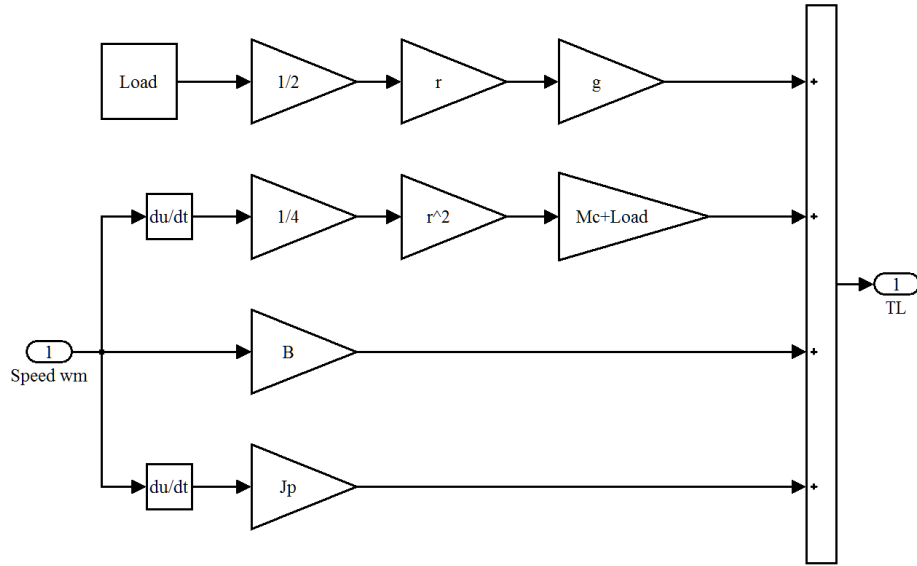 Load
1/2
r
g
+
du/dt
1/4
r^2
Mc+Load
+
1
TL
1
Speed wm
B
+
du/dt
Jp
+